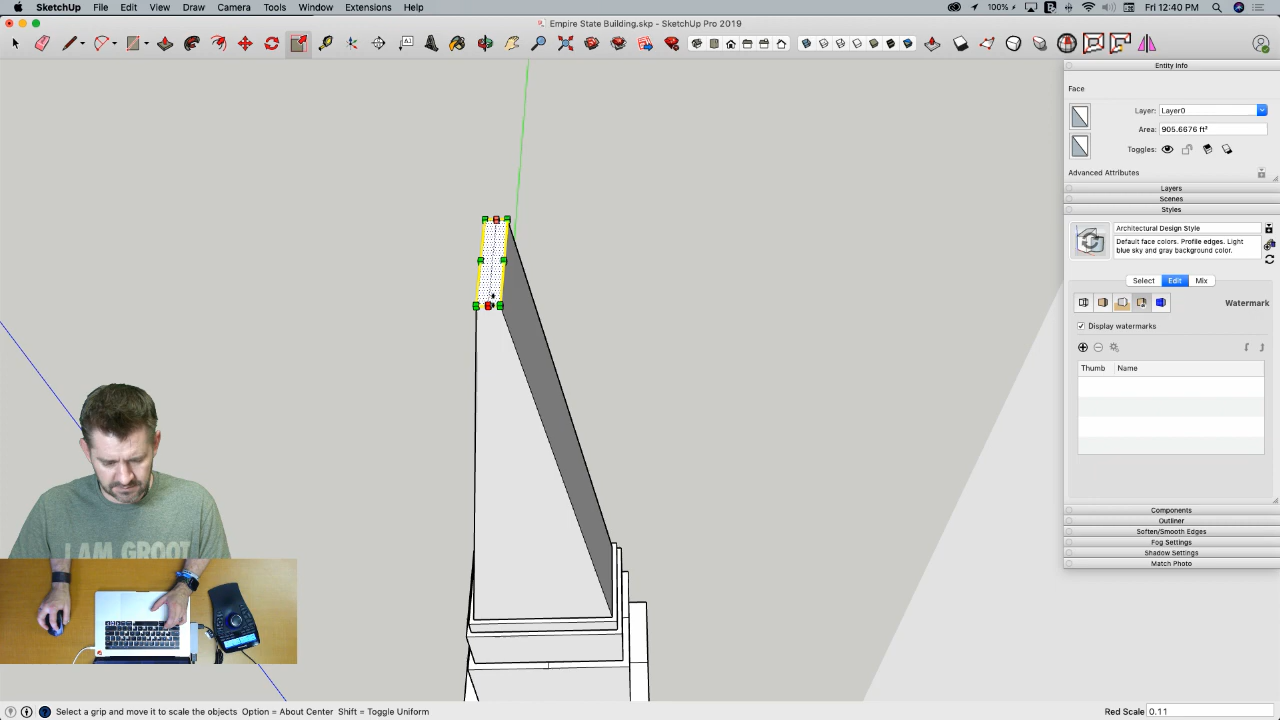 SketchUp File Edit View Draw Camera Tools Window Extensions Help 100% Fri 12:40 PM
Empire State Building.skp - SketchUp Pro 2019
Entity Info
Face
Layer: Layer0
Area: 905.6676 ft²
Toggles:
Advanced Attributes
Layers
Scenes
Styles
Architectural Design Style
Default face colors. Profile edges. Light
blue sky and gray background color.
Select Edit Mix
Watermark
Display watermarks
Thumb Name
Components
Outliner
Soften/Smooth Edges
Fog Settings
Shadow Settings
Match Photo
I AM GROOT
Select a grip and move it to scale the objects Option = About Center Shift = Toggle Uniform
Red Scale 0.11